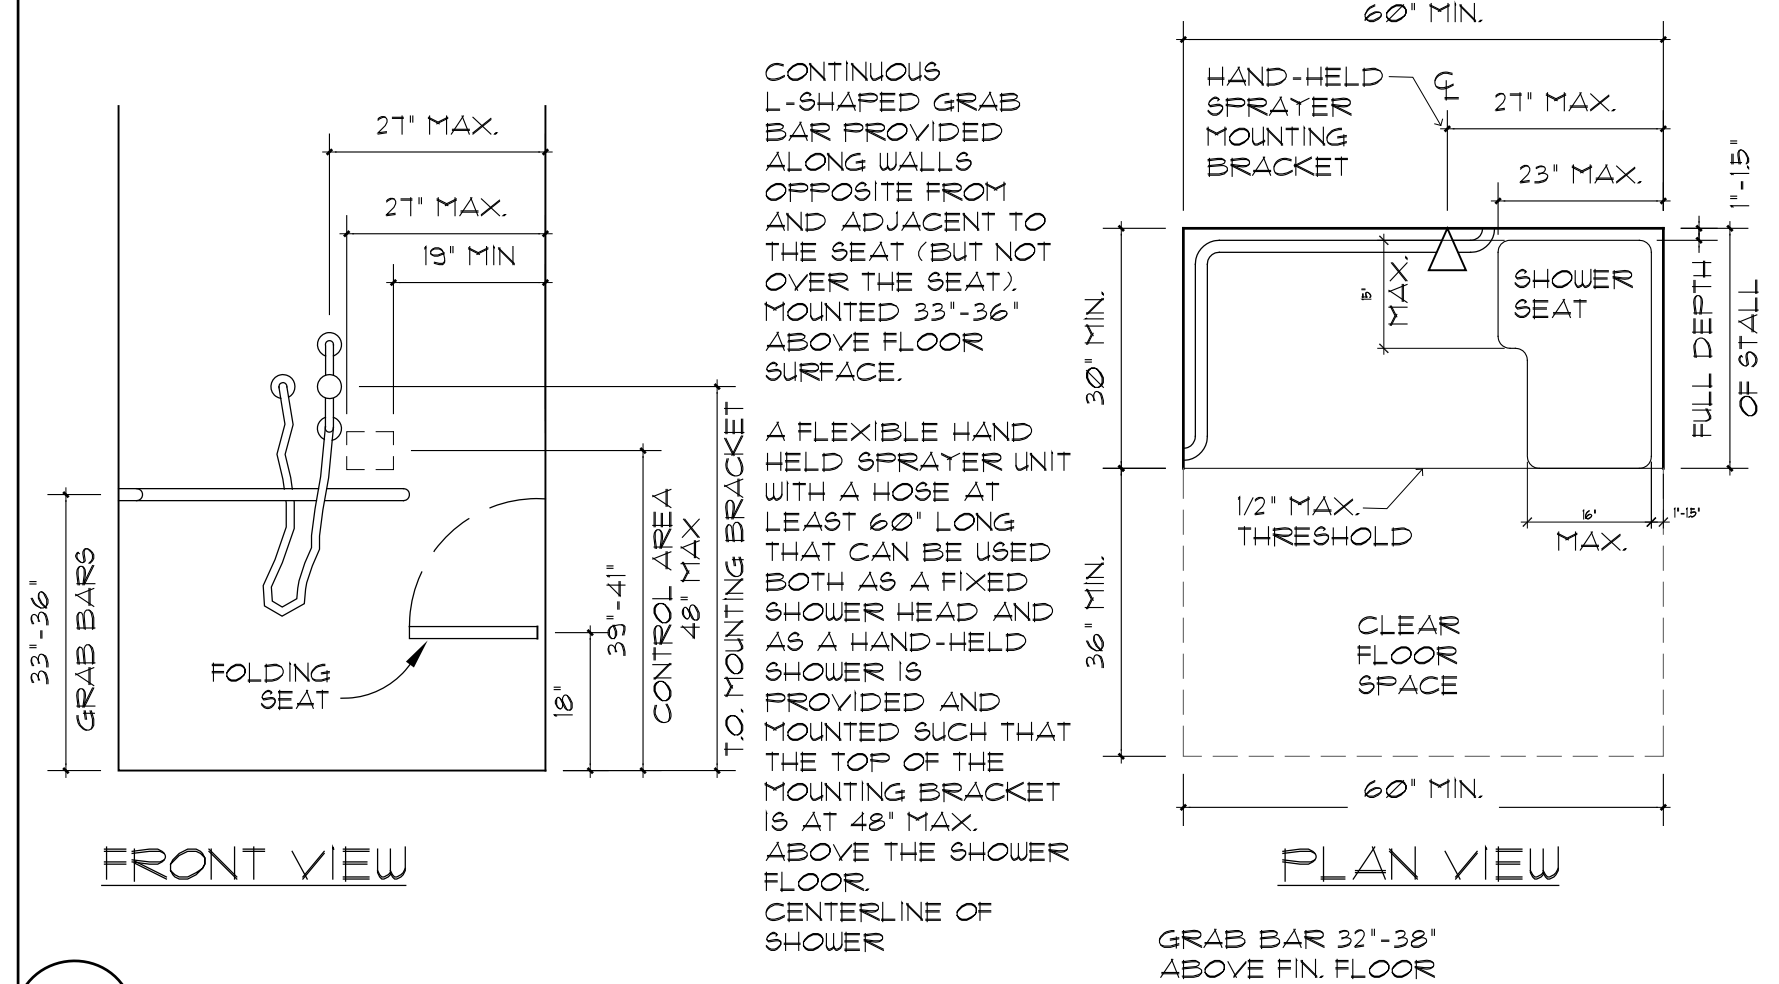 27" MAX.
27" MAX.
19" MIN
33"-36"
GRAB BARS
FOLDING
SEAT
18"
39"-41"
CONTROL AREA
48" MAX
T.O. MOUNTING BRACKET
FRONT VIEW
CONTINUOUS
L-SHAPED GRAB
BAR PROVIDED
ALONG WALLS
OPPOSITE FROM
AND ADJACENT TO
THE SEAT (BUT NOT
OVER THE SEAT).
MOUNTED 33"-36"
ABOVE FLOOR
SURFACE.
A FLEXIBLE HAND
HELD SPRAYER UNIT
WITH A HOSE AT
LEAST 60" LONG
THAT CAN BE USED
BOTH AS A FIXED
SHOWER HEAD AND
AS A HAND-HELD
SHOWER IS
PROVIDED AND
MOUNTED SUCH THAT
THE TOP OF THE
MOUNTING BRACKET
IS AT 48" MAX.
ABOVE THE SHOWER
FLOOR.
CENTERLINE OF
SHOWER
60" MIN.
HAND-HELD
SPRAYER
MOUNTING
BRACKET
CL
27" MAX.
23" MAX.
1"-1.5"
30" MIN.
15"
MAX.
SHOWER
SEAT
FULL DEPTH
OF STALL
1/2" MAX.
THRESHOLD
16"
MAX.
1"-1.5"
36" MIN.
CLEAR
FLOOR
SPACE
60" MIN.
PLAN VIEW
GRAB BAR 32"-38"
ABOVE FIN. FLOOR